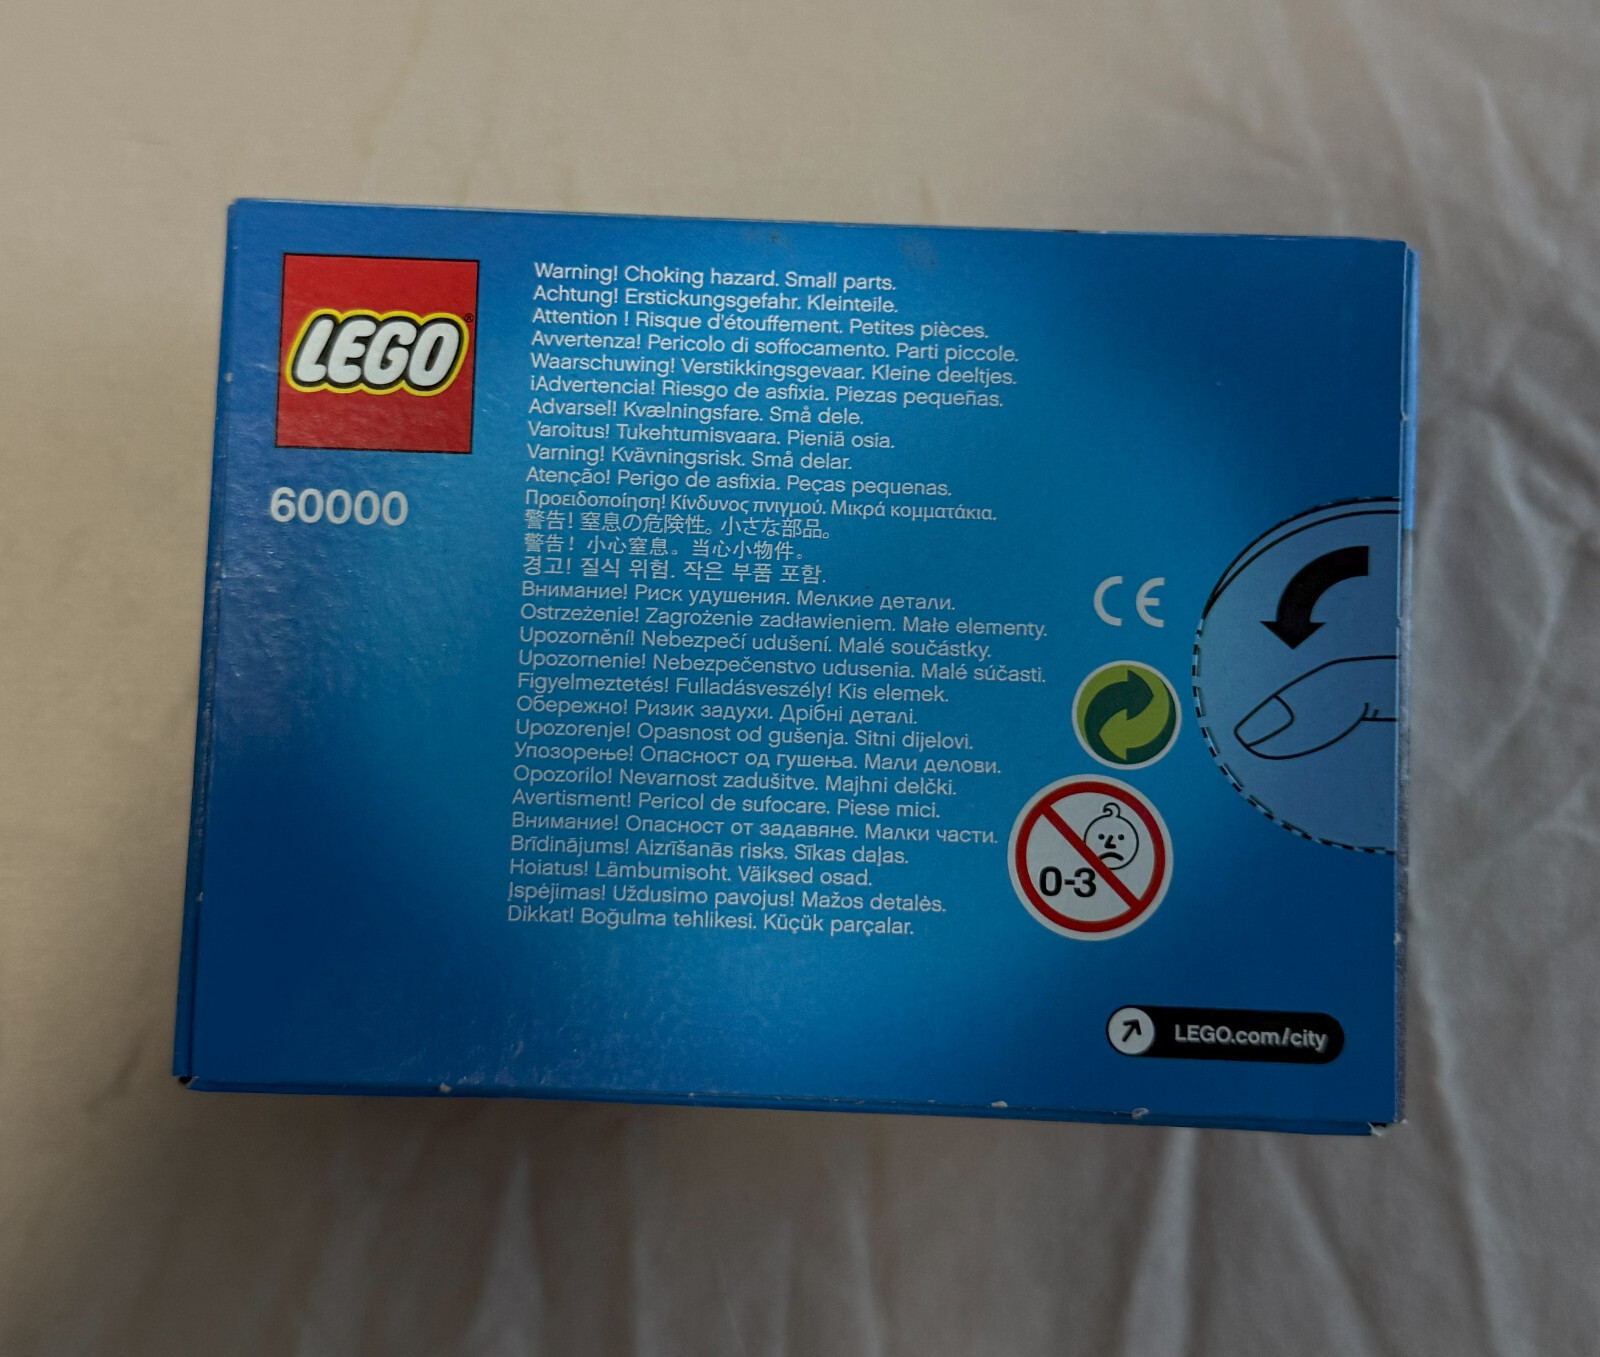 LEGO®
60000
Warning! Choking hazard. Small parts.
Achtung! Erstickungsgefahr. Kleinteile.
Attention ! Risque d'étouffement. Petites pièces.
Avvertenza! Pericolo di soffocamento. Parti piccole.
Waarschuwing! Verstikkingsgevaar. Kleine deeltjes.
¡Advertencia! Riesgo de asfixia. Piezas pequeñas.
Advarsel! Kvælningsfare. Små dele.
Varoitus! Tukehtumisvaara. Pieniä osia.
Varning! Kvävningsrisk. Små delar.
Atenção! Perigo de asfixia. Peças pequenas.
Προειδοποίηση! Κίνδυνος πνιγμού. Μικρά κομματάκια.
警告! 窒息の危険性。小さな部品。
警告! 小心窒息。当心小物件。
경고! 질식 위험. 작은 부품 포함.
Внимание! Риск удушения. Мелкие детали.
Ostrzeżenie! Zagrożenie zadławieniem. Małe elementy.
Upozornění! Nebezpečí udušení. Malé součástky.
Upozornenie! Nebezpečenstvo udusenia. Malé súčasti.
Figyelmeztetés! Fulladásveszély! Kis elemek.
Обережно! Ризик задухи. Дрібні деталі.
Upozorenje! Opasnost od gušenja. Sitni dijelovi.
Упозорење! Опасност од гушења. Мали делови.
Opozorilo! Nevarnost zadušitve. Majhni delčki.
Avertisment! Pericol de sufocare. Piese mici.
Внимание! Опасност от задавяне. Малки части.
Brīdinājums! Aizrīšanās risks. Sīkas daļas.
Hoiatus! Lämbumisoht. Väiksed osad.
Įspėjimas! Uždusimo pavojus! Mažos detalės.
Dikkat! Boğulma tehlikesi. Küçük parçalar.
CE
0-3
LEGO.com/city